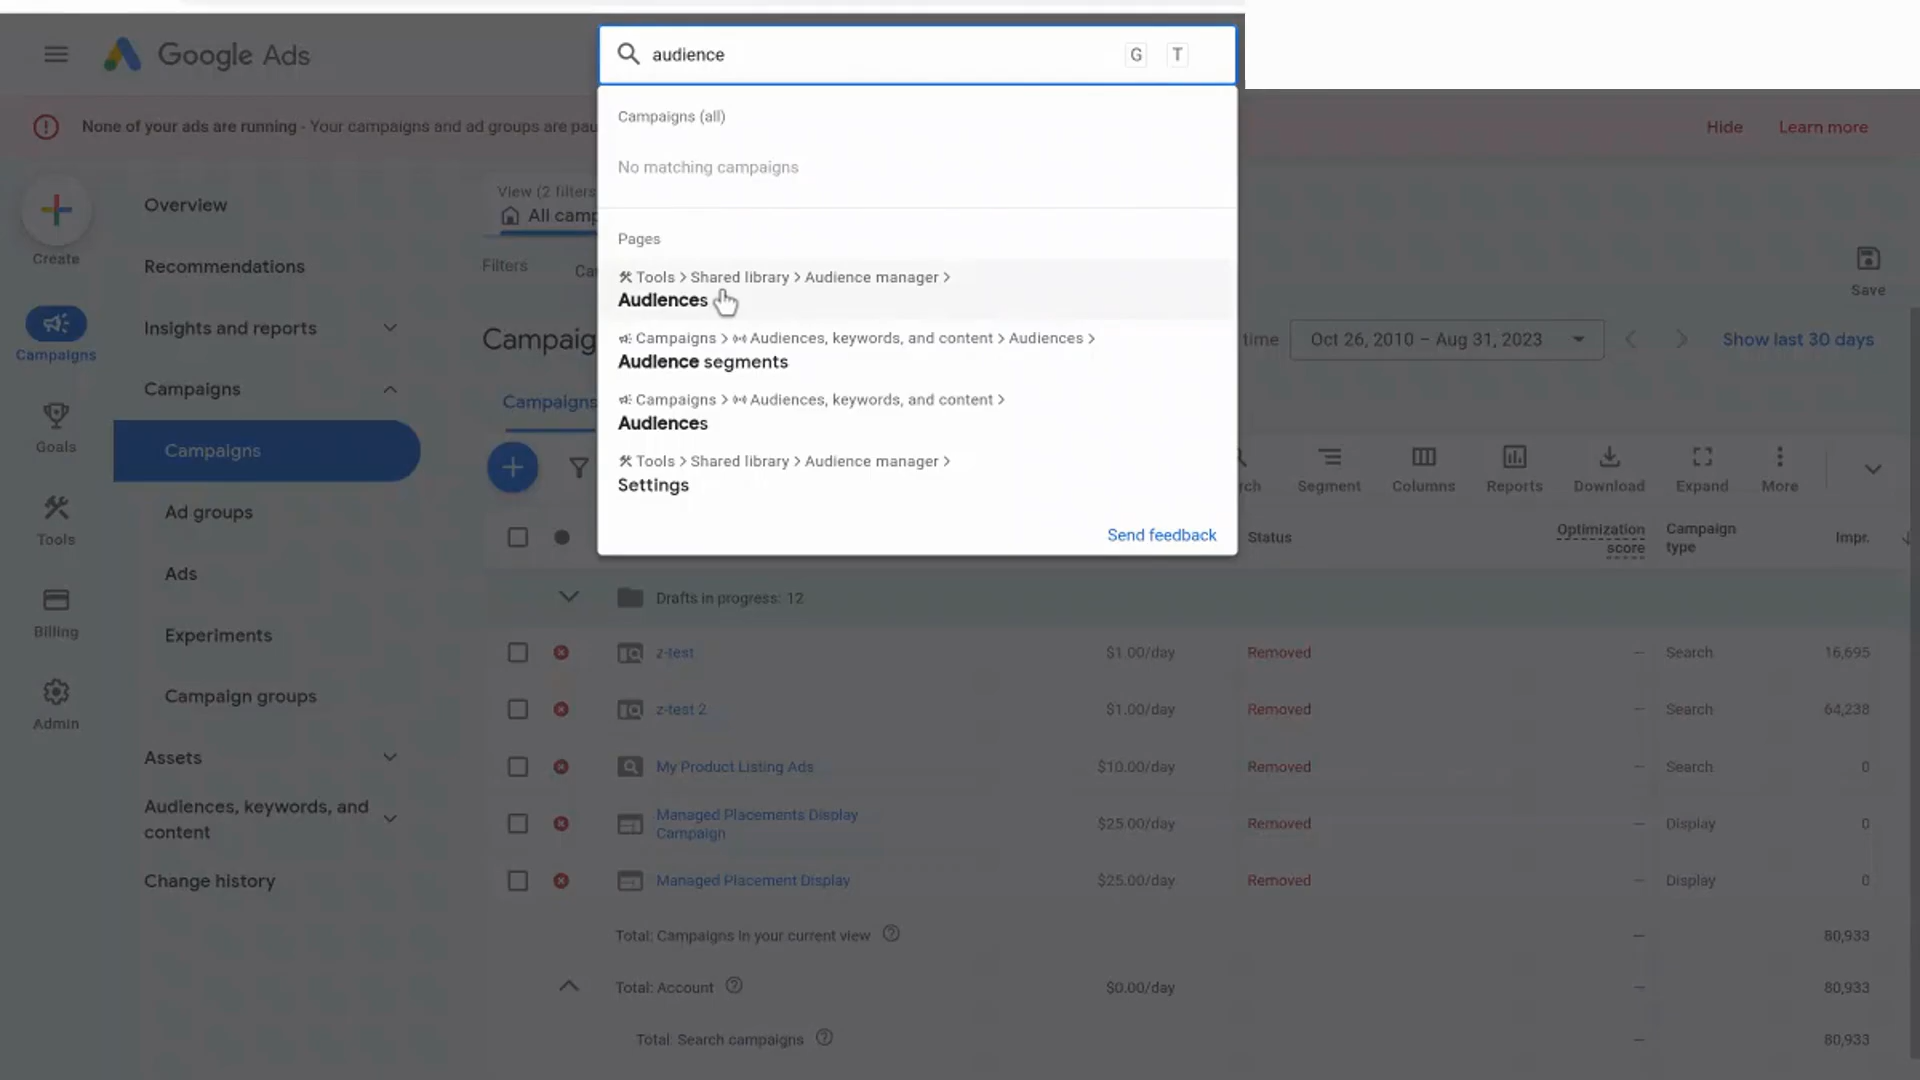 Google Ads
audience
G T
Campaigns (all)
No matching campaigns
Pages
Tools > Shared library > Audience manager >
Audiences
Campaigns > Audiences, keywords, and content > Audiences >
Audience segments
Campaigns > Audiences, keywords, and content >
Audiences
Tools > Shared library > Audience manager >
Settings
Send feedback
None of your ads are running - Your campaigns and ad groups are
Hide
Learn more
Create
Campaigns
Goals
Tools
Billing
Admin
Overview
Recommendations
Insights and reports
Campaigns
Campaigns
Ad groups
Ads
Experiments
Campaign groups
Assets
Audiences, keywords, and
content
Change history
View (2 filters
All
Filters
Save
time
Oct 26, 2010 – Aug 31, 2023
Show last 30 days
Campaigns
Segment
Columns
Reports
Download
Expand
More
Status
Optimization
score
Campaign
type
Impr.
Drafts in progress: 12
z-test $1.00/day Removed – Search 16,695
z-test 2 $1.00/day Removed – Search 64,238
My Product Listing Ads $10.00/day Removed – Search 0
Managed Placements Display
Campaign
$25.00/day Removed – Display 0
Managed Placement Display $25.00/day Removed – Display 0
Total: Campaigns in your current view – 80,933
Total: Account $0.00/day – 80,933
Total: Search campaigns – 80,933